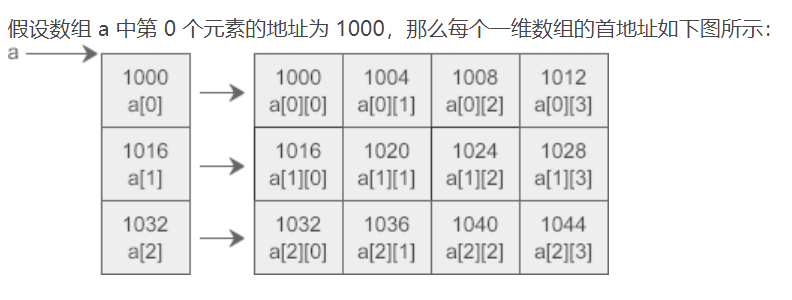 假设数组 a 中第 0 个元素的地址为 1000，那么每个一维数组的首地址如下图所示：
a
1000 1000 1004 1008 1012
a[0] a[0][0] a[0][1] a[0][2] a[0][3]
1016 1016 1020 1024 1028
a[1] a[1][0] a[1][1] a[1][2] a[1][3]
1032 1032 1036 1040 1044
a[2] a[2][0] a[2][1] a[2][2] a[2][3]